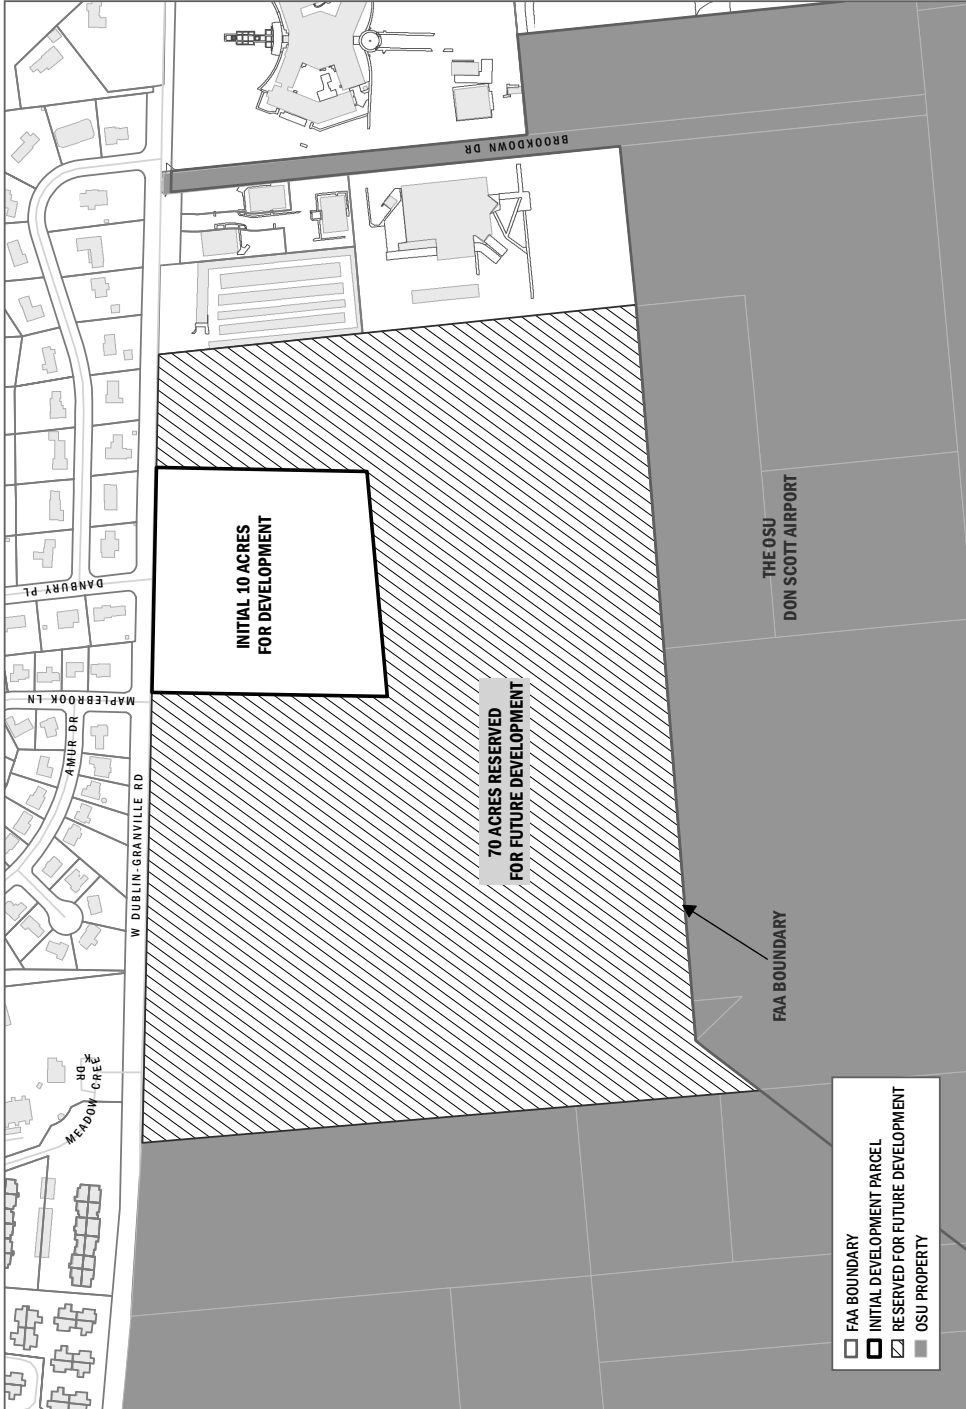 BROOKDOWN DR
DANBURY PL
MAPLEBROOK LN
AMUR DR
W DUBLIN-GRANVILLE RD
MEADOW CREE
K DR
INITIAL 10 ACRES
FOR DEVELOPMENT
70 ACRES RESERVED
FOR FUTURE DEVELOPMENT
THE OSU
DON SCOTT AIRPORT
FAA BOUNDARY
FAA BOUNDARY
INITIAL DEVELOPMENT PARCEL
RESERVED FOR FUTURE DEVELOPMENT
OSU PROPERTY